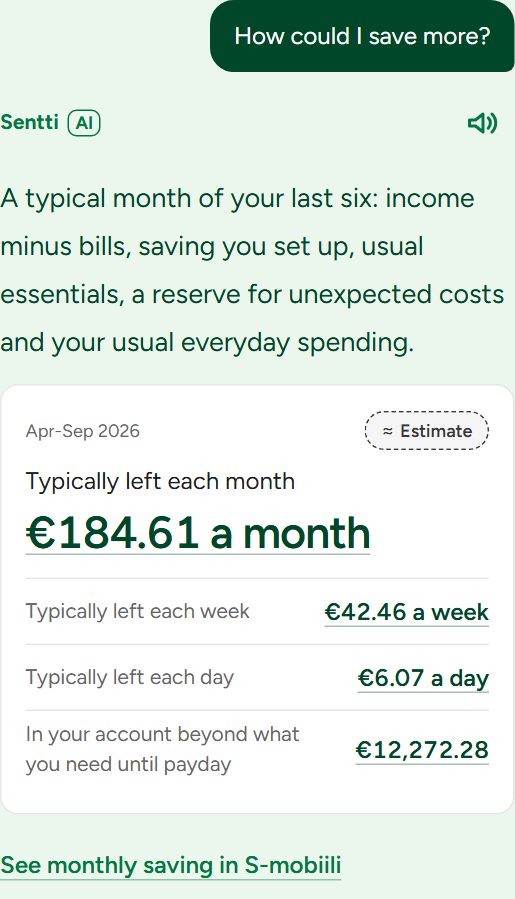 How could I save more?
Sentti AI
A typical month of your last six: income
minus bills, saving you set up, usual
essentials, a reserve for unexpected costs
and your usual everyday spending.
Apr-Sep 2026
≈ Estimate
Typically left each month
€184.61 a month
Typically left each week
€42.46 a week
Typically left each day
€6.07 a day
In your account beyond what
you need until payday
€12,272.28
See monthly saving in S-mobiili